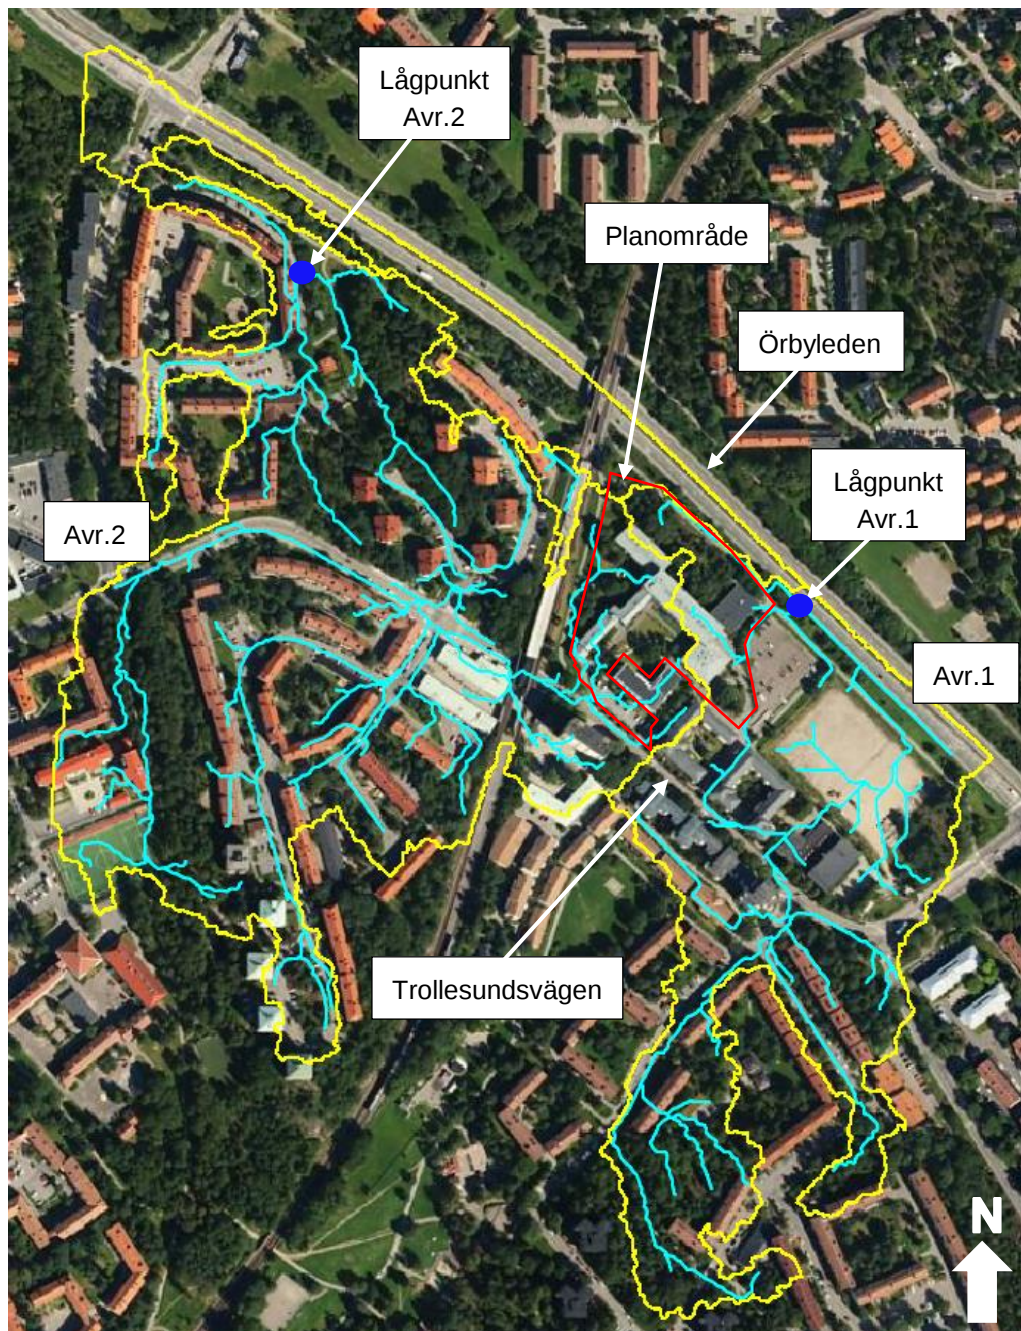 Lågpunkt
Avr.2
Planområde
Örbyleden
Lågpunkt
Avr.1
Avr.2
Avr.1
Trollesundsvägen
N